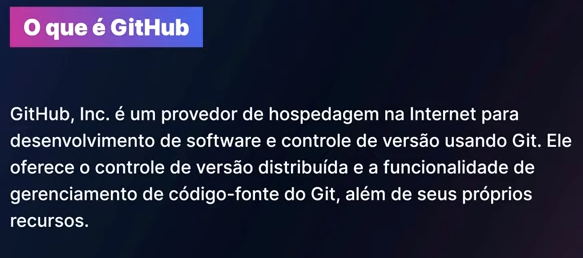 O que é GitHub
GitHub, Inc. é um provedor de hospedagem na Internet para
desenvolvimento de software e controle de versão usando Git. Ele
oferece o controle de versão distribuída e a funcionalidade de
gerenciamento de código-fonte do Git, além de seus próprios
recursos.